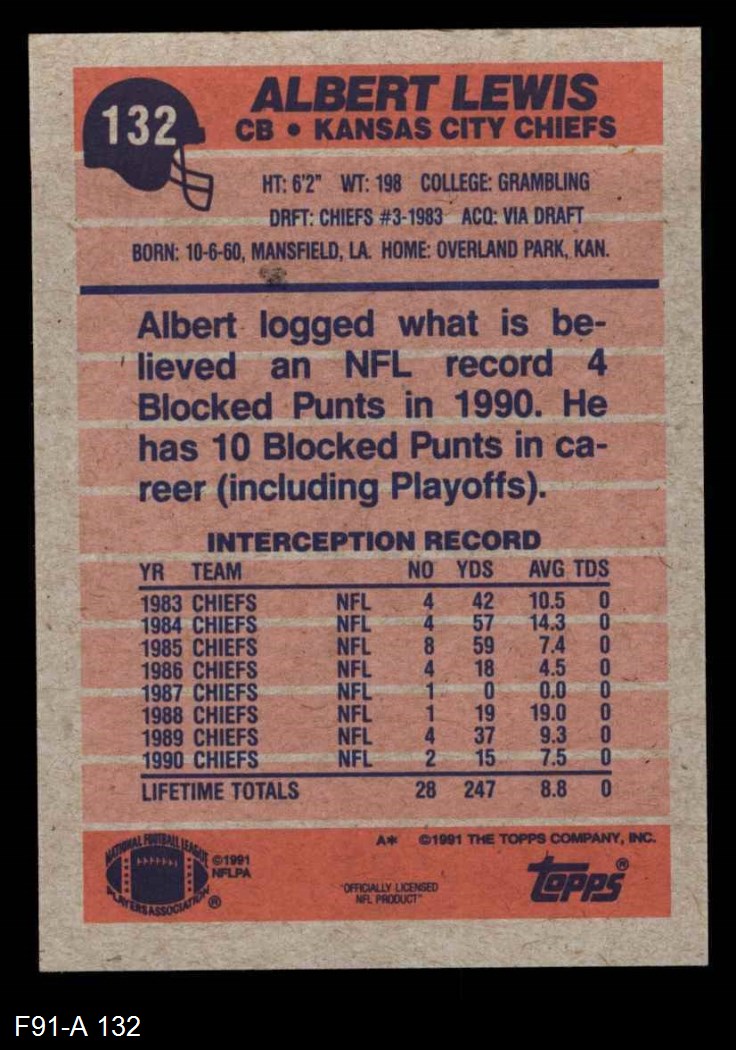 132
ALBERT LEWIS
CB • KANSAS CITY CHIEFS
HT: 6'2" WT: 198 COLLEGE: GRAMBLING
DRFT: CHIEFS #3-1983 ACQ: VIA DRAFT
BORN: 10-6-60, MANSFIELD, LA. HOME: OVERLAND PARK, KAN.
Albert logged what is be-
lieved an NFL record 4
Blocked Punts in 1990. He
has 10 Blocked Punts in ca-
reer (including Playoffs).
INTERCEPTION RECORD
YR TEAM NO YDS AVG TDS
1983 CHIEFS NFL 4 42 10.5 0
1984 CHIEFS NFL 4 57 14.3 0
1985 CHIEFS NFL 8 59 7.4 0
1986 CHIEFS NFL 4 18 4.5 0
1987 CHIEFS NFL 1 0 0.0 0
1988 CHIEFS NFL 1 19 19.0 0
1989 CHIEFS NFL 4 37 9.3 0
1990 CHIEFS NFL 2 15 7.5 0
LIFETIME TOTALS 28 247 8.8 0
A* ©1991 THE TOPPS COMPANY, INC.
NATIONAL FOOTBALL LEAGUE
PLAYERS ASSOCIATION ®
©1991
NFLPA
"OFFICIALLY LICENSED
NFL PRODUCT"
topps®
F91-A 132